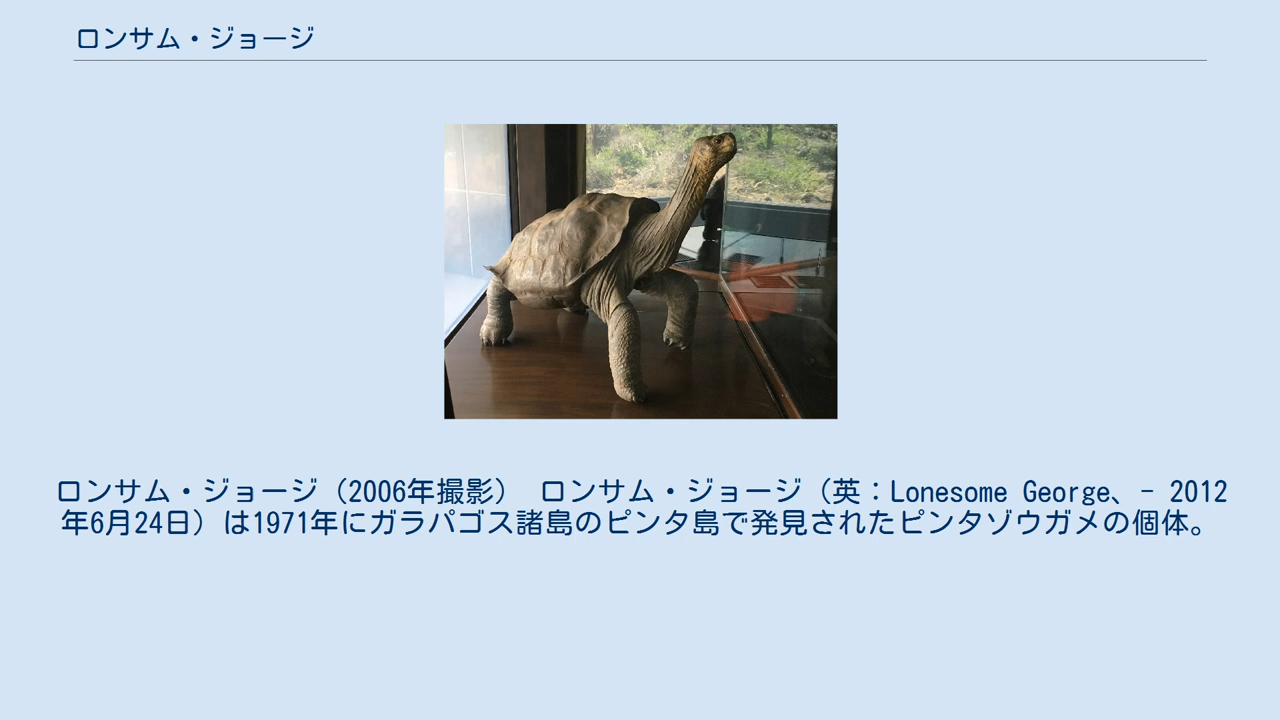 ロンサム・ジョージ
ロンサム・ジョージ（2006年撮影） ロンサム・ジョージ（英：Lonesome George、- 2012
年6月24日）は1971年にガラパゴス諸島のピンタ島で発見されたピンタゾウガメの個体。